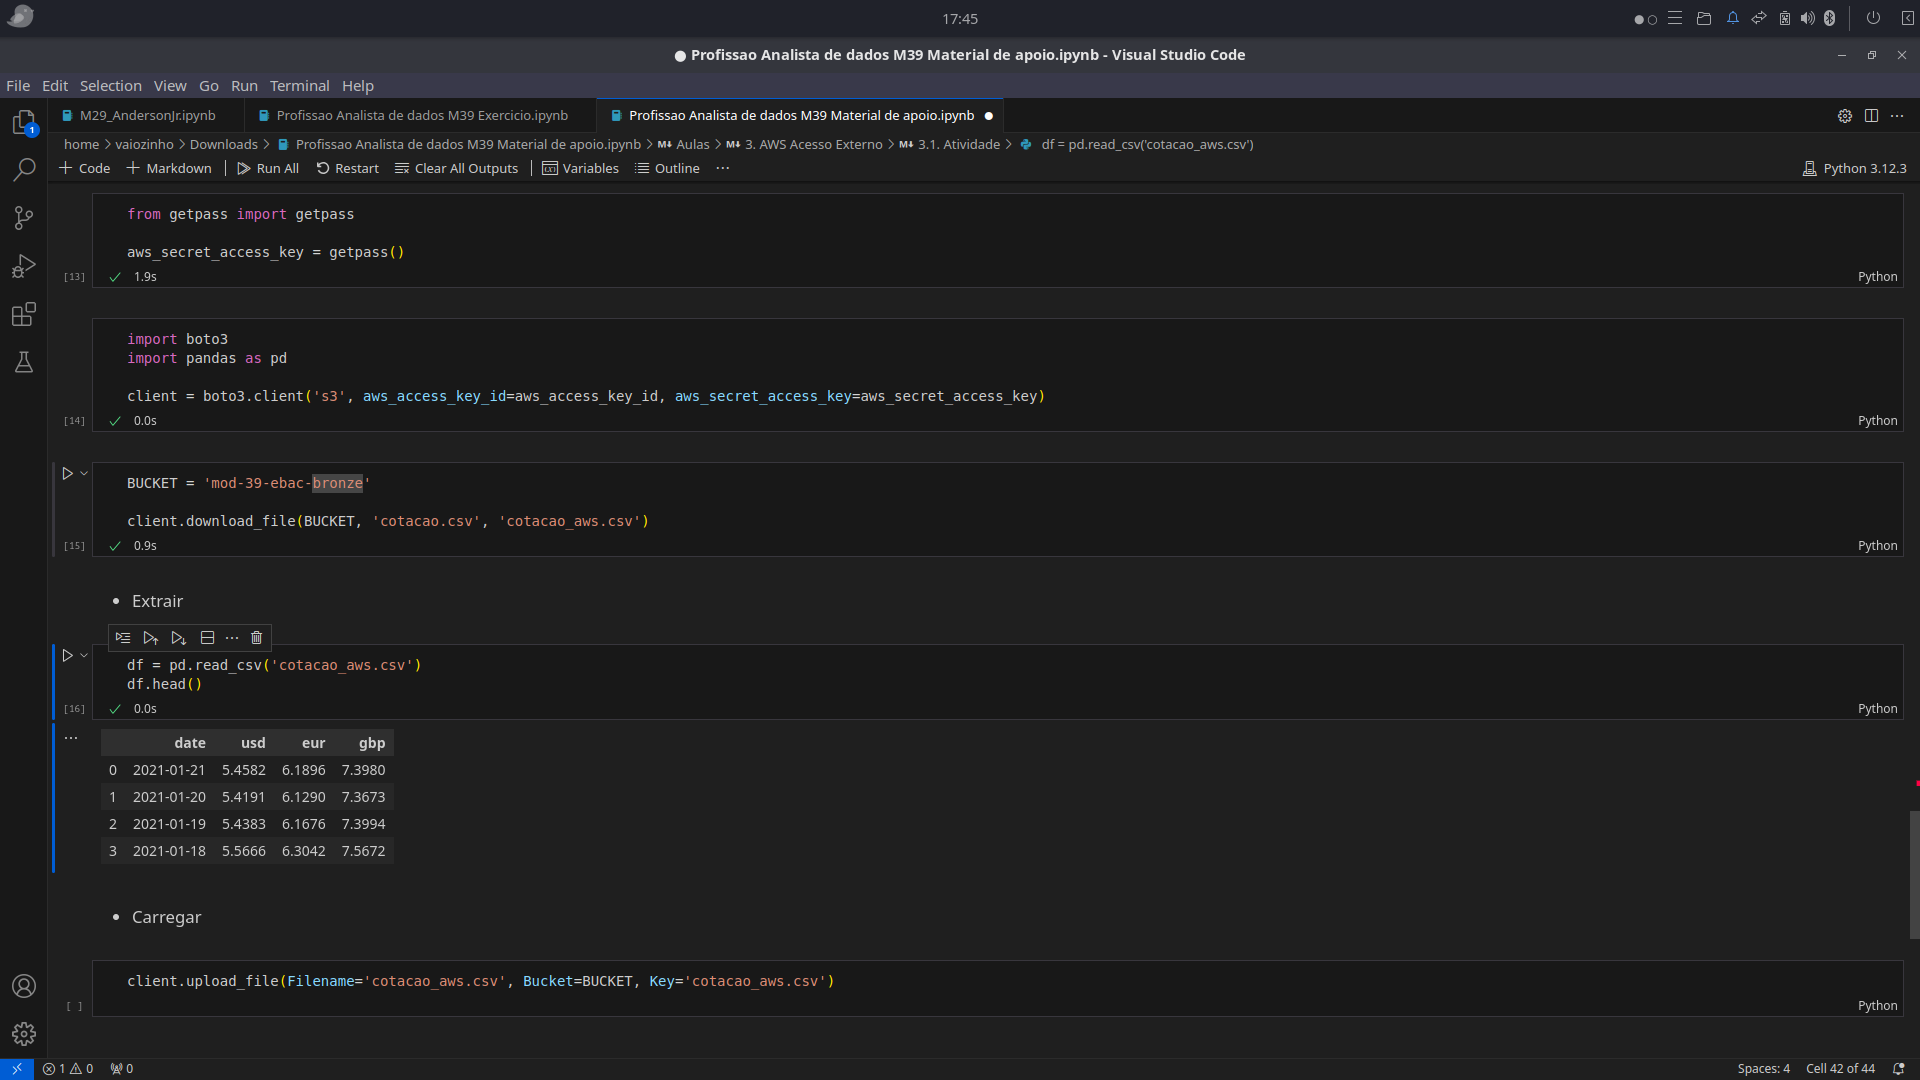 17:45
● Profissao Analista de dados M39 Material de apoio.ipynb - Visual Studio Code
File Edit Selection View Go Run Terminal Help
M29_AndersonJr.ipynb Profissao Analista de dados M39 Exercicio.ipynb Profissao Analista de dados M39 Material de apoio.ipynb ●
home > vaiozinho > Downloads > Profissao Analista de dados M39 Material de apoio.ipynb > M↓ Aulas > M↓ 3. AWS Acesso Externo > M↓ 3.1. Atividade > df = pd.read_csv('cotacao_aws.csv')
+ Code + Markdown Run All Restart Clear All Outputs Variables Outline ... Python 3.12.3
from getpass import getpass
aws_secret_access_key = getpass()
[13] 1.9s Python
import boto3
import pandas as pd
client = boto3.client('s3', aws_access_key_id=aws_access_key_id, aws_secret_access_key=aws_secret_access_key)
[14] 0.0s Python
BUCKET = 'mod-39-ebac-bronze'
client.download_file(BUCKET, 'cotacao.csv', 'cotacao_aws.csv')
[15] 0.9s Python
• Extrair
df = pd.read_csv('cotacao_aws.csv')
df.head()
[16] 0.0s Python
date usd eur gbp
0 2021-01-21 5.4582 6.1896 7.3980
1 2021-01-20 5.4191 6.1290 7.3673
2 2021-01-19 5.4383 6.1676 7.3994
3 2021-01-18 5.5666 6.3042 7.5672
• Carregar
client.upload_file(Filename='cotacao_aws.csv', Bucket=BUCKET, Key='cotacao_aws.csv')
[ ] Python
1 0 0 Spaces: 4 Cell 42 of 44